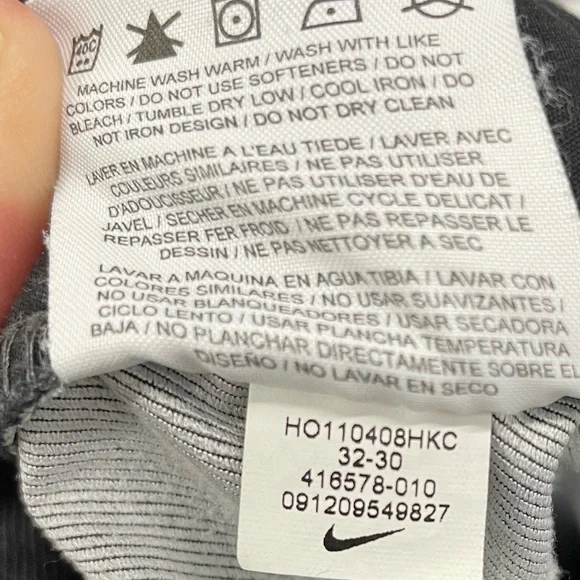 40C
MACHINE WASH WARM / WASH WITH LIKE
COLORS / DO NOT USE SOFTENERS / DO NOT
BLEACH / TUMBLE DRY LOW / COOL IRON / DO
NOT IRON DESIGN / DO NOT DRY CLEAN
LAVER EN MACHINE A L'EAU TIEDE / LAVER AVEC
COULEURS SIMILAIRES / NE PAS UTILISER
D'ADOUCISSEUR / NE PAS UTILISER D'EAU DE
JAVEL / SECHER EN MACHINE CYCLE DELICAT /
REPASSER FER FROID / NE PAS REPASSER LE
DESSIN / NE PAS NETTOYER A SEC
LAVAR A MAQUINA EN AGUA TIBIA / LAVAR CON
COLORES SIMILARES / NO USAR SUAVIZANTES /
NO USAR BLANQUEADORES / USAR SECADORA
CICLO LENTO / USAR PLANCHA TEMPERATURA
BAJA / NO PLANCHAR DIRECTAMENTE SOBRE EL
DISEÑO / NO LAVAR EN SECO
HO110408HKC
32-30
416578-010
091209549827